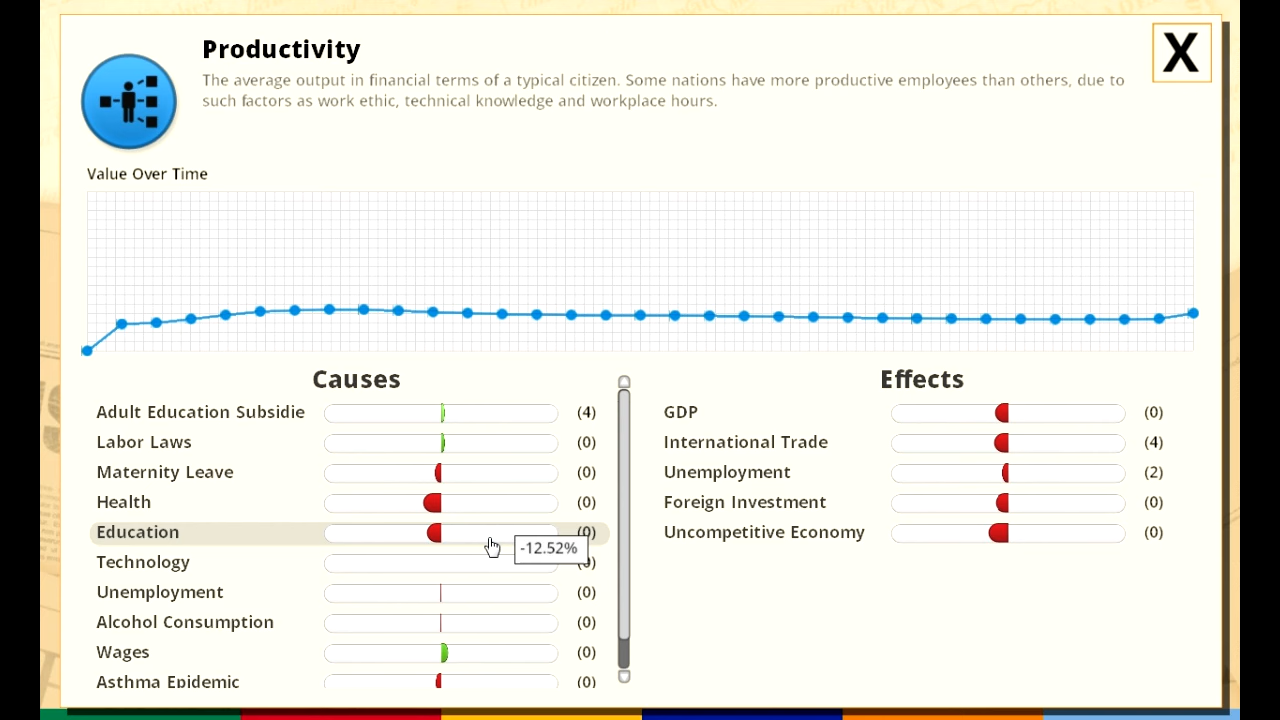 Productivity
X
The average output in financial terms of a typical citizen. Some nations have more productive employees than others, due to
such factors as work ethic, technical knowledge and workplace hours.
Value Over Time
Causes
Adult Education Subsidie (4)
Labor Laws (0)
Maternity Leave (0)
Health (0)
Education (0)
-12.52%
Technology
Unemployment (0)
Alcohol Consumption (0)
Wages (0)
Asthma Epidemic (0)
Effects
GDP (0)
International Trade (4)
Unemployment (2)
Foreign Investment (0)
Uncompetitive Economy (0)